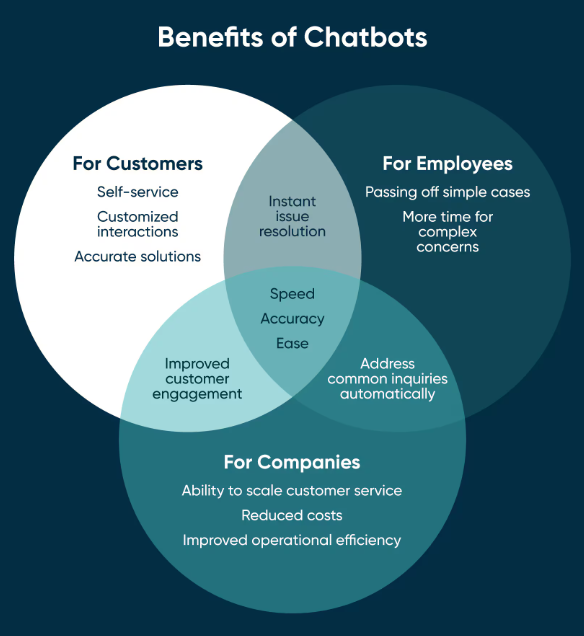 Benefits of Chatbots
For Customers
Self-service
Customized
interactions
Accurate solutions
Instant
issue
resolution
For Employees
Passing off simple cases
More time for
complex
concerns
Speed
Accuracy
Ease
Improved
customer
engagement
Address
common inquiries
automatically
For Companies
Ability to scale customer service
Reduced costs
Improved operational efficiency